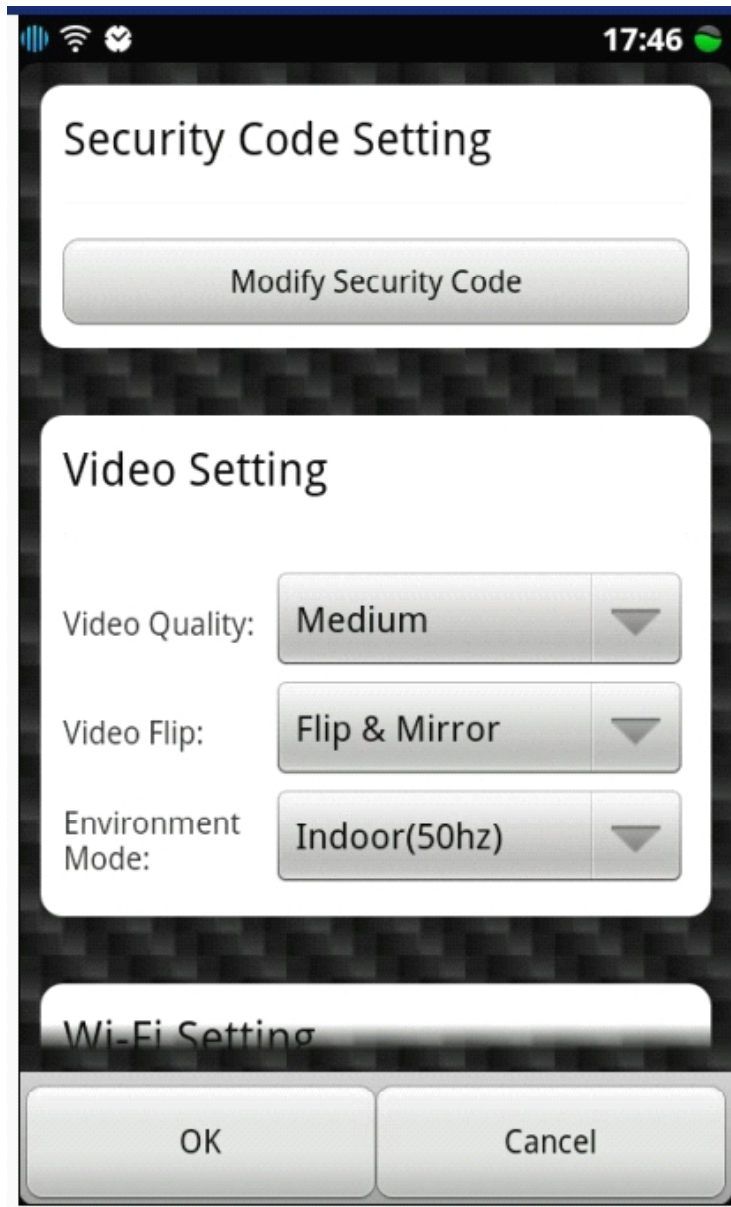 17:46
Security Code Setting
Modify Security Code
Video Setting
Video Quality: Medium
Video Flip: Flip & Mirror
Environment
Mode: Indoor(50hz)
Wi-Fi Setting
OK Cancel